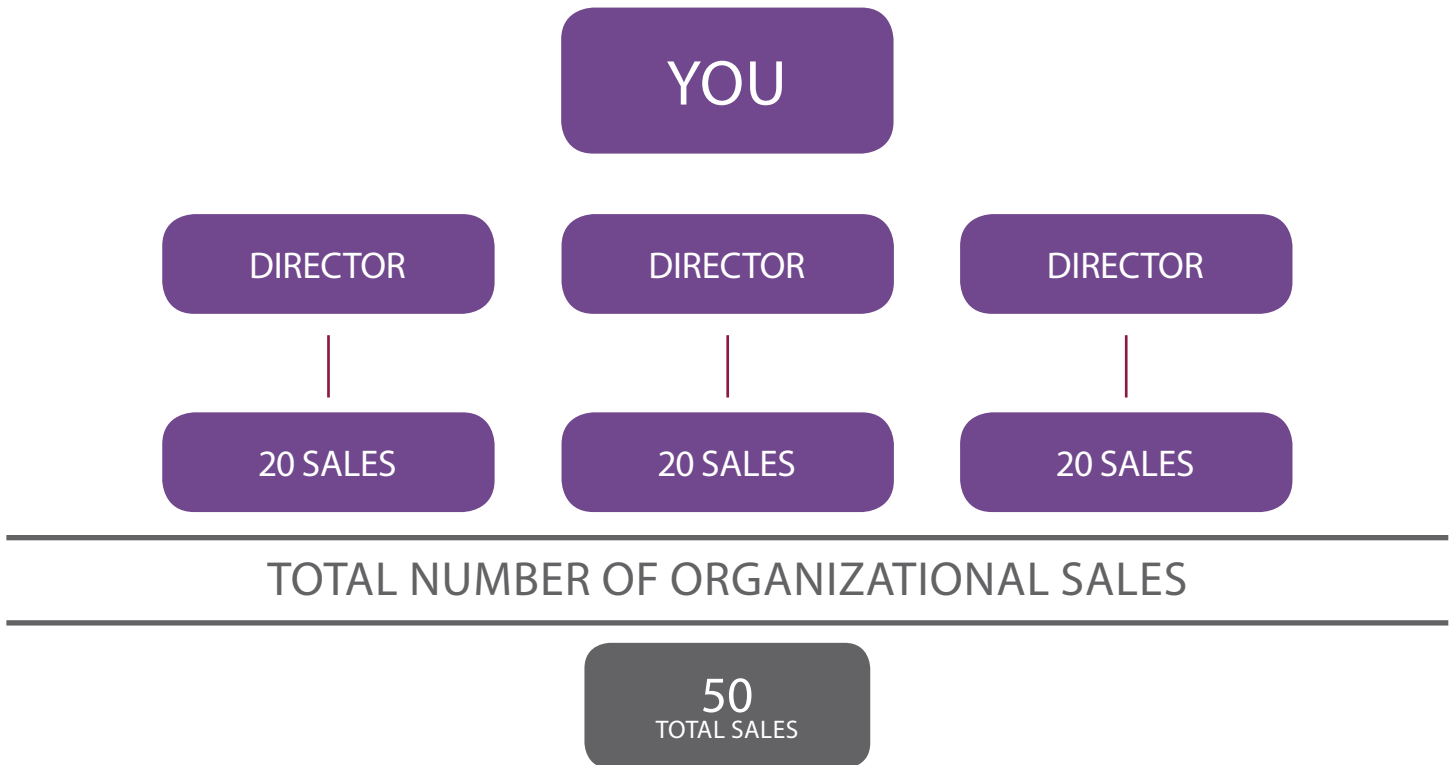 YOU
DIRECTOR DIRECTOR DIRECTOR
20 SALES 20 SALES 20 SALES
TOTAL NUMBER OF ORGANIZATIONAL SALES
50
TOTAL SALES